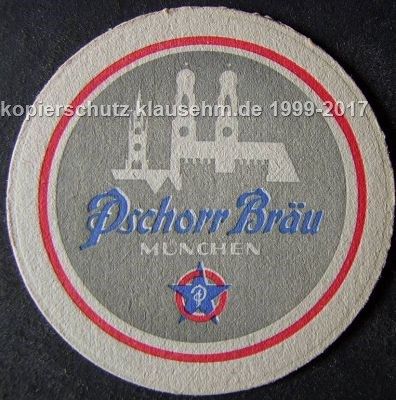 kopierschutz klausehm.de 1999-2017
Pschorr Bräu
MÜNCHEN
P